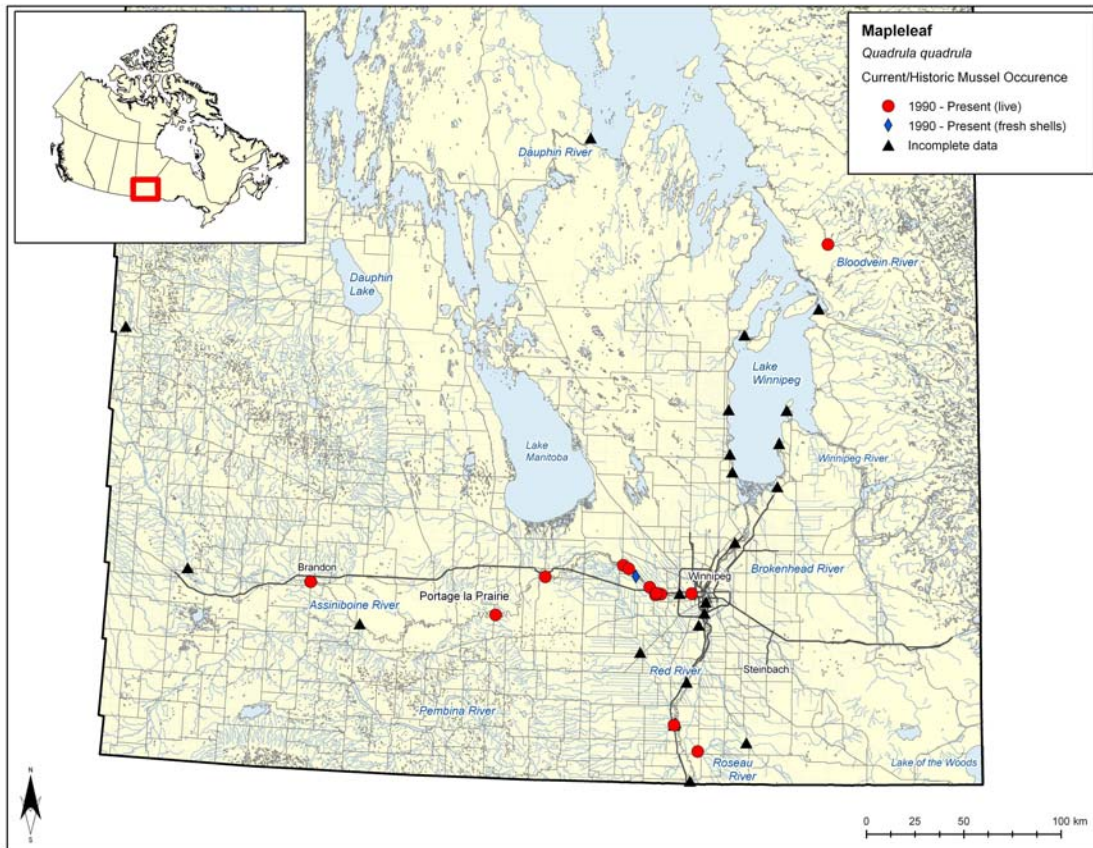 Mapleleaf
Quadrula quadrula
Current/Historic Mussel Occurence
1990 - Present (live)
1990 - Present (fresh shells)
Incomplete data
Dauphin River
Bloodvein River
Dauphin
Lake
Lake
Winnipeg
Lake
Manitoba
Winnipeg River
Brandon
Winnipeg
Brokenhead River
Portage la Prairie
Assiniboine River
Red River
Steinbach
Pembina River
Roseau
River
Lake of the Woods
N
S
0 25 50 100 km